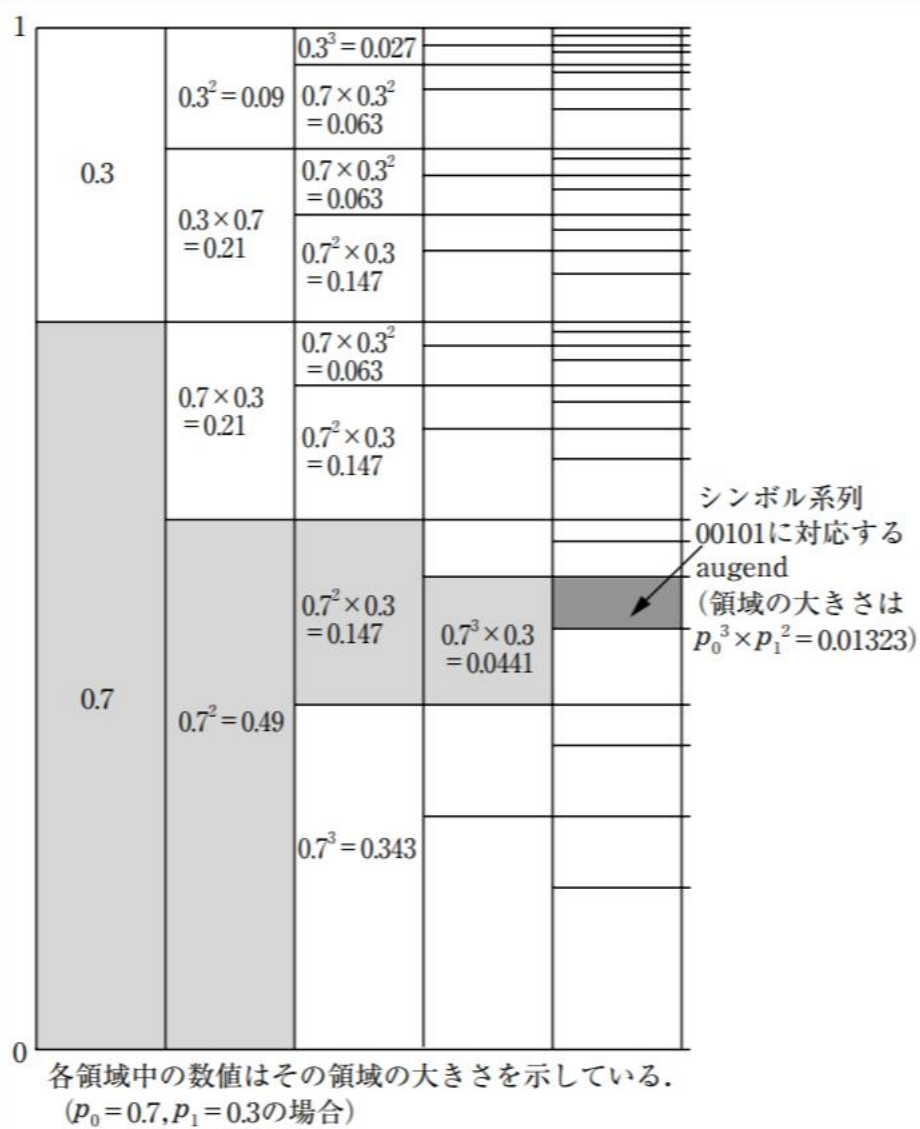 1
0.3
0.7
0.3² = 0.09
0.3 × 0.7
= 0.21
0.7 × 0.3
= 0.21
0.7² = 0.49
0.3³ = 0.027
0.7 × 0.3²
= 0.063
0.7 × 0.3²
= 0.063
0.7² × 0.3
= 0.147
0.7 × 0.3²
= 0.063
0.7² × 0.3
= 0.147
0.7² × 0.3
= 0.147
0.7³ = 0.343
0.7³ × 0.3
= 0.0441
シンボル系列
00101に対応する
augend
(領域の大きさは
p₀³ × p₁² = 0.01323)
0
各領域中の数値はその領域の大きさを示している.
(p₀ = 0.7, p₁ = 0.3の場合)